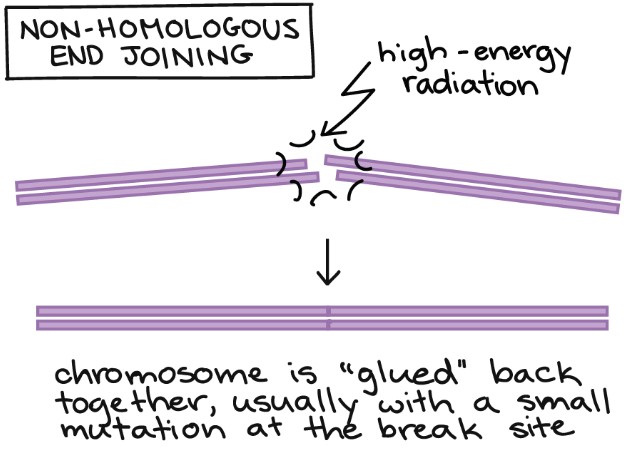 NON-HOMOLOGOUS
END JOINING
high-energy
radiation
chromosome is "glued" back
together, usually with a small
mutation at the break site